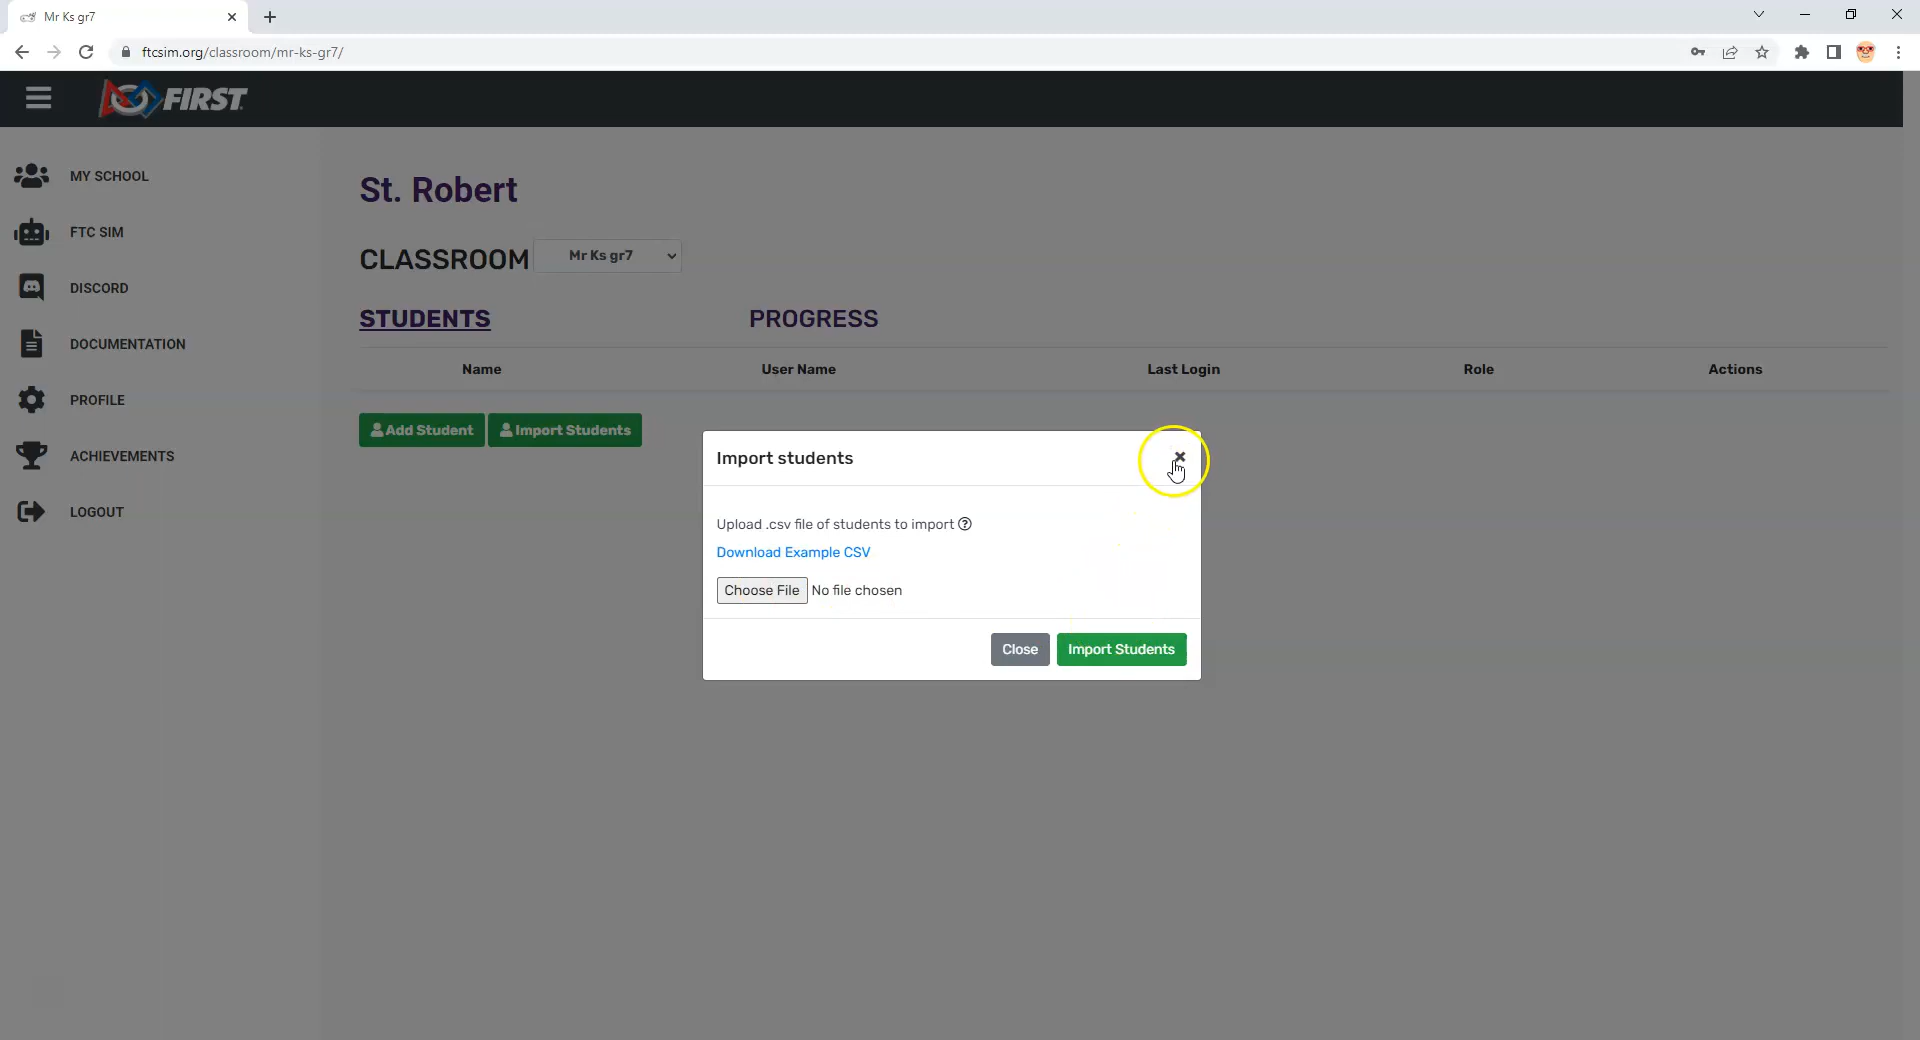 Mr Ks gr7
ftcsim.org/classroom/mr-ks-gr7/
FIRST
MY SCHOOL
FTC SIM
DISCORD
DOCUMENTATION
PROFILE
ACHIEVEMENTS
LOGOUT
St. Robert
CLASSROOM Mr Ks gr7
STUDENTS PROGRESS
Name User Name Last Login Role Actions
Add Student Import Students
Import students
Upload .csv file of students to import
Download Example CSV
Choose File No file chosen
Close Import Students